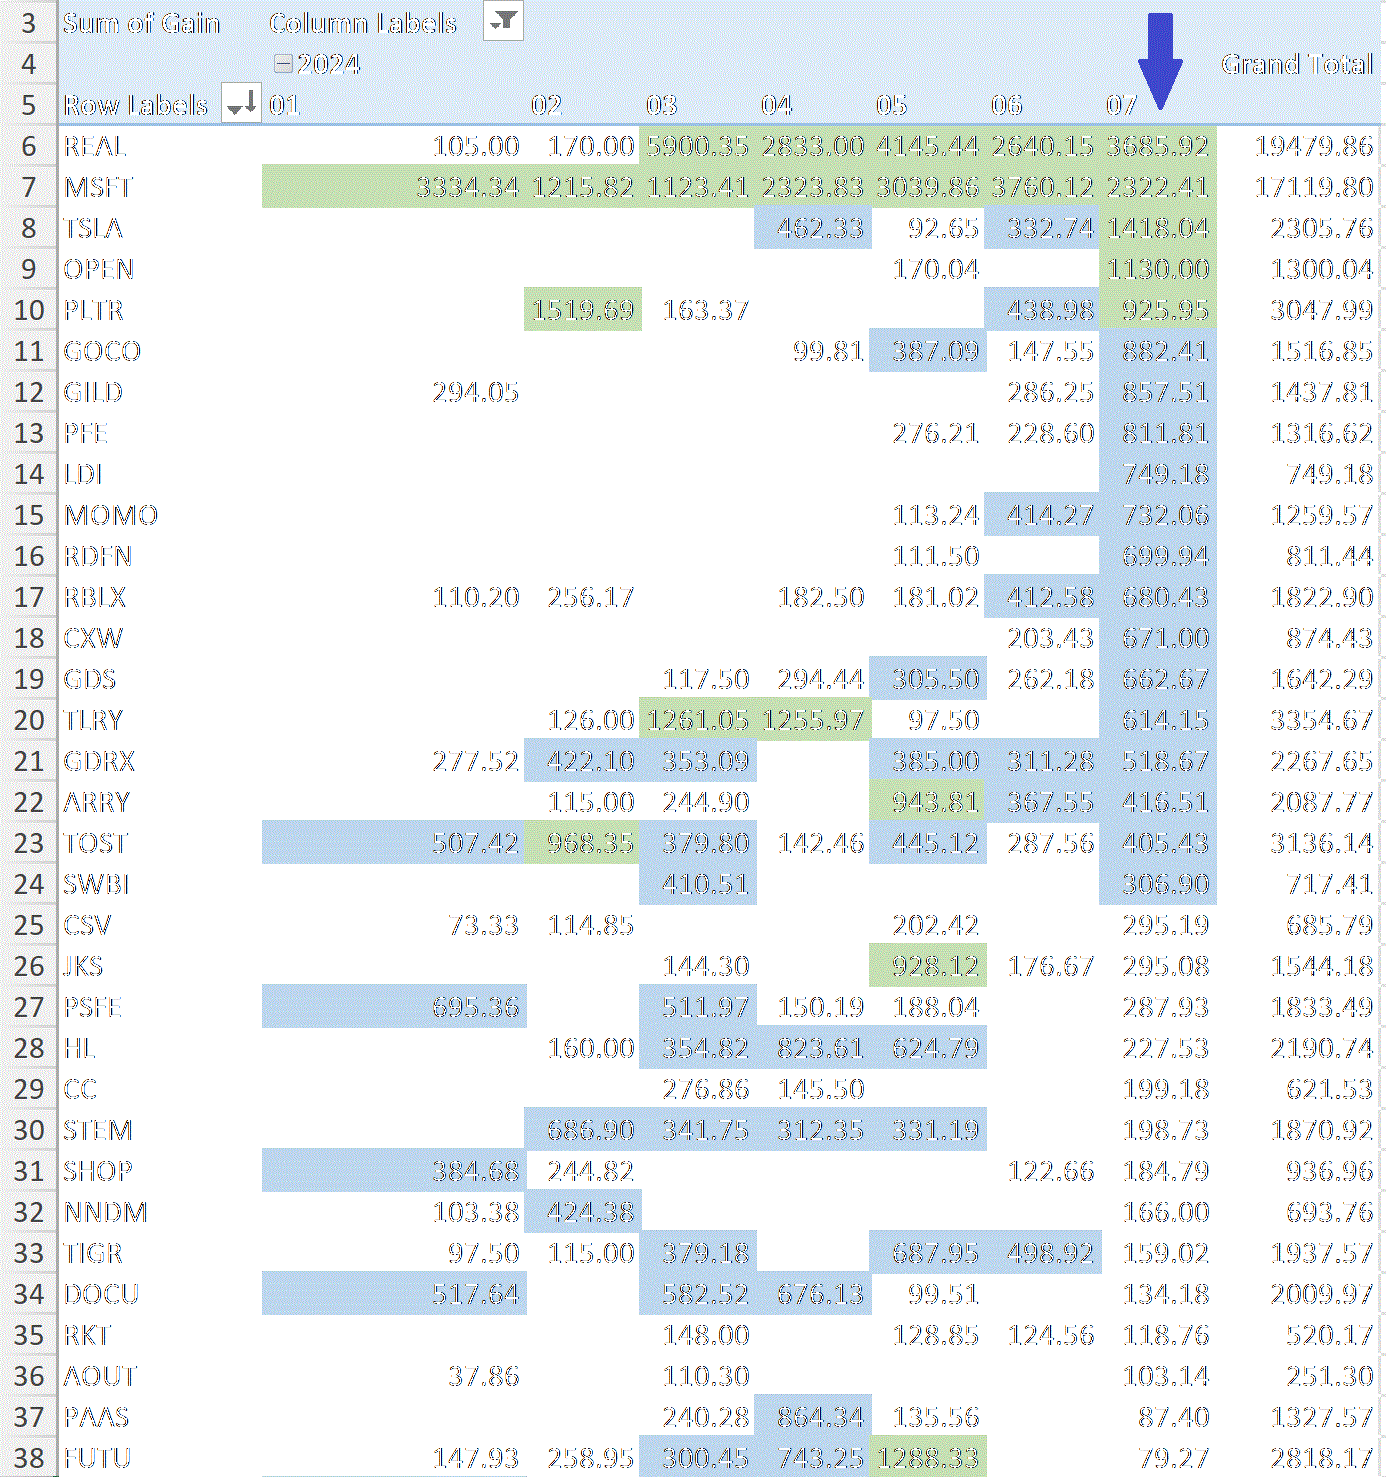 3 Sum of Gain Column Labels
4 2024 Grand Total
5 Row Labels 01 02 03 04 05 06 07
6 REAL 105.00 170.00 5900.35 2833.00 4145.44 2640.15 3685.92 19479.86
7 MSFT 3334.34 1215.82 1123.41 2323.83 3039.86 3760.12 2322.41 17119.80
8 TSLA 462.33 92.65 332.74 1418.04 2305.76
9 OPEN 170.04 1130.00 1300.04
10 PLTR 1519.69 163.37 438.98 925.95 3047.99
11 GOCO 99.81 387.09 147.55 882.41 1516.85
12 GILD 294.05 286.25 857.51 1437.81
13 PFE 276.21 228.60 811.81 1316.62
14 LDI 749.18 749.18
15 MOMO 113.24 414.27 732.06 1259.57
16 RDFN 111.50 699.94 811.44
17 RBLX 110.20 256.17 182.50 181.02 412.58 680.43 1822.90
18 CXW 203.43 671.00 874.43
19 GDS 117.50 294.44 305.50 262.18 662.67 1642.29
20 TLRY 126.00 1261.05 1255.97 97.50 614.15 3354.67
21 GDRX 277.52 422.10 353.09 385.00 311.28 518.67 2267.65
22 ARRY 115.00 244.90 943.81 367.55 416.51 2087.77
23 TOST 507.42 968.35 379.80 142.46 445.12 287.56 405.43 3136.14
24 SWBI 410.51 306.90 717.41
25 CSV 73.33 114.85 202.42 295.19 685.79
26 JKS 144.30 928.12 176.67 295.08 1544.18
27 PSFE 695.36 511.97 150.19 188.04 287.93 1833.49
28 HL 160.00 354.82 823.61 624.79 227.53 2190.74
29 CC 276.86 145.50 199.18 621.53
30 STEM 686.90 341.75 312.35 331.19 198.73 1870.92
31 SHOP 384.68 244.82 122.66 184.79 936.96
32 NNDM 103.38 424.38 166.00 693.76
33 TIGR 97.50 115.00 379.18 687.95 498.92 159.02 1937.57
34 DOCU 517.64 582.52 676.13 99.51 134.18 2009.97
35 RKT 148.00 128.85 124.56 118.76 520.17
36 AOUT 37.86 110.30 103.14 251.30
37 PAAS 240.28 864.34 135.56 87.40 1327.57
38 FUTU 147.93 258.95 300.45 743.25 1288.33 79.27 2818.17